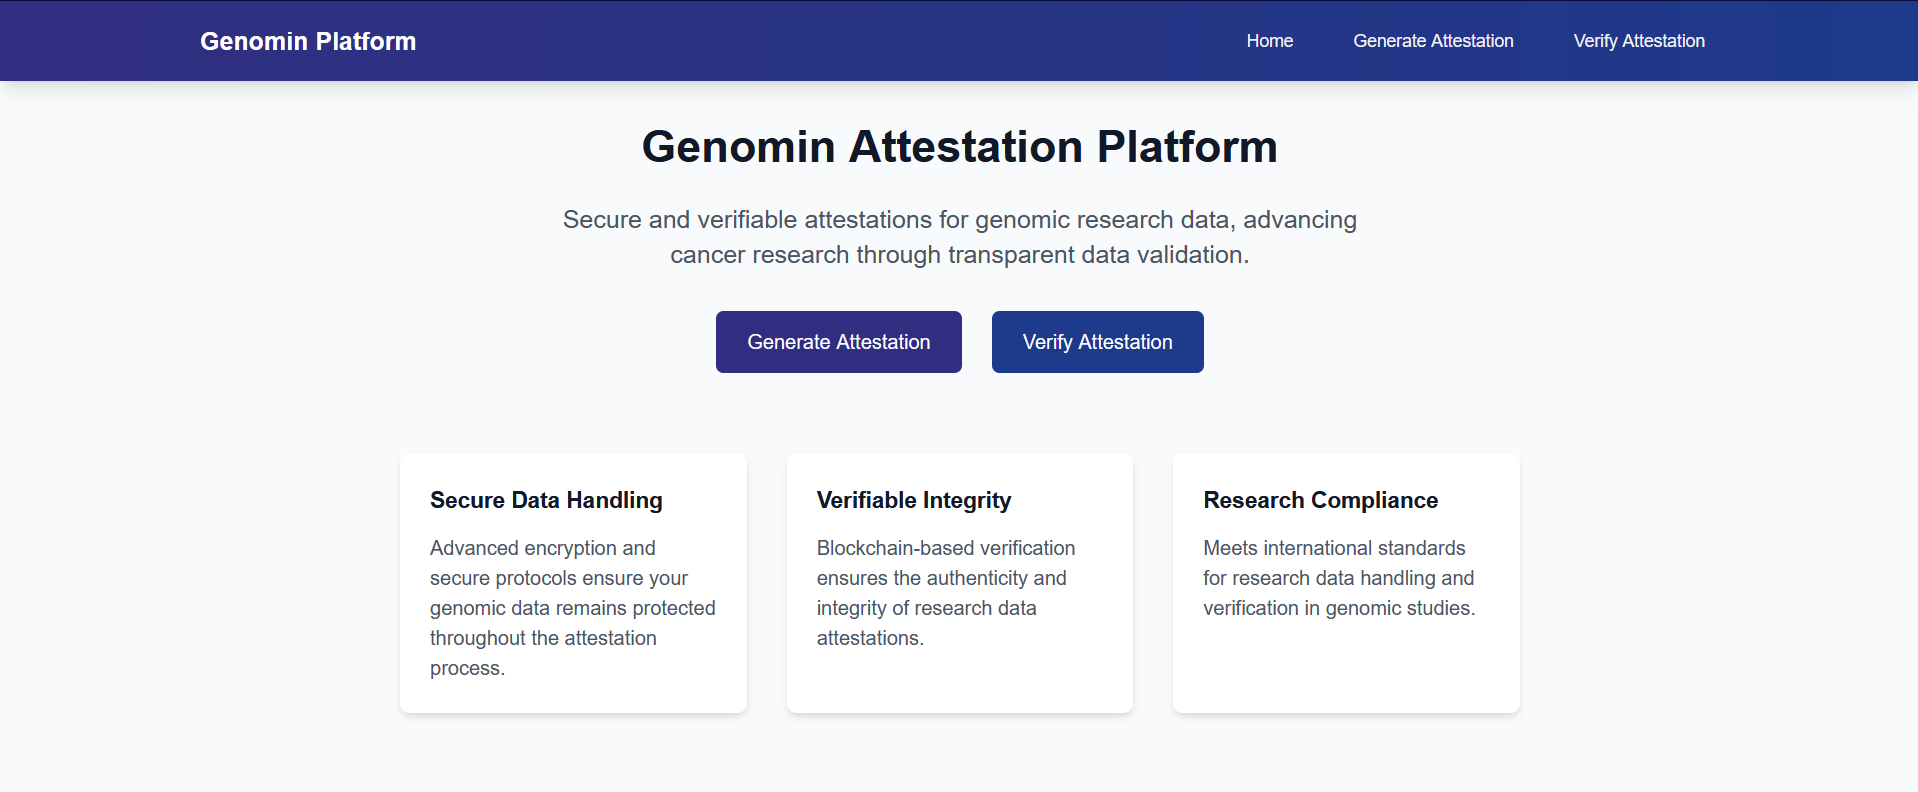 Genomin Platform
Home
Generate Attestation
Verify Attestation
Genomin Attestation Platform
Secure and verifiable attestations for genomic research data, advancing
cancer research through transparent data validation.
Generate Attestation
Verify Attestation
Secure Data Handling
Advanced encryption and
secure protocols ensure your
genomic data remains protected
throughout the attestation
process.
Verifiable Integrity
Blockchain-based verification
ensures the authenticity and
integrity of research data
attestations.
Research Compliance
Meets international standards
for research data handling and
verification in genomic studies.